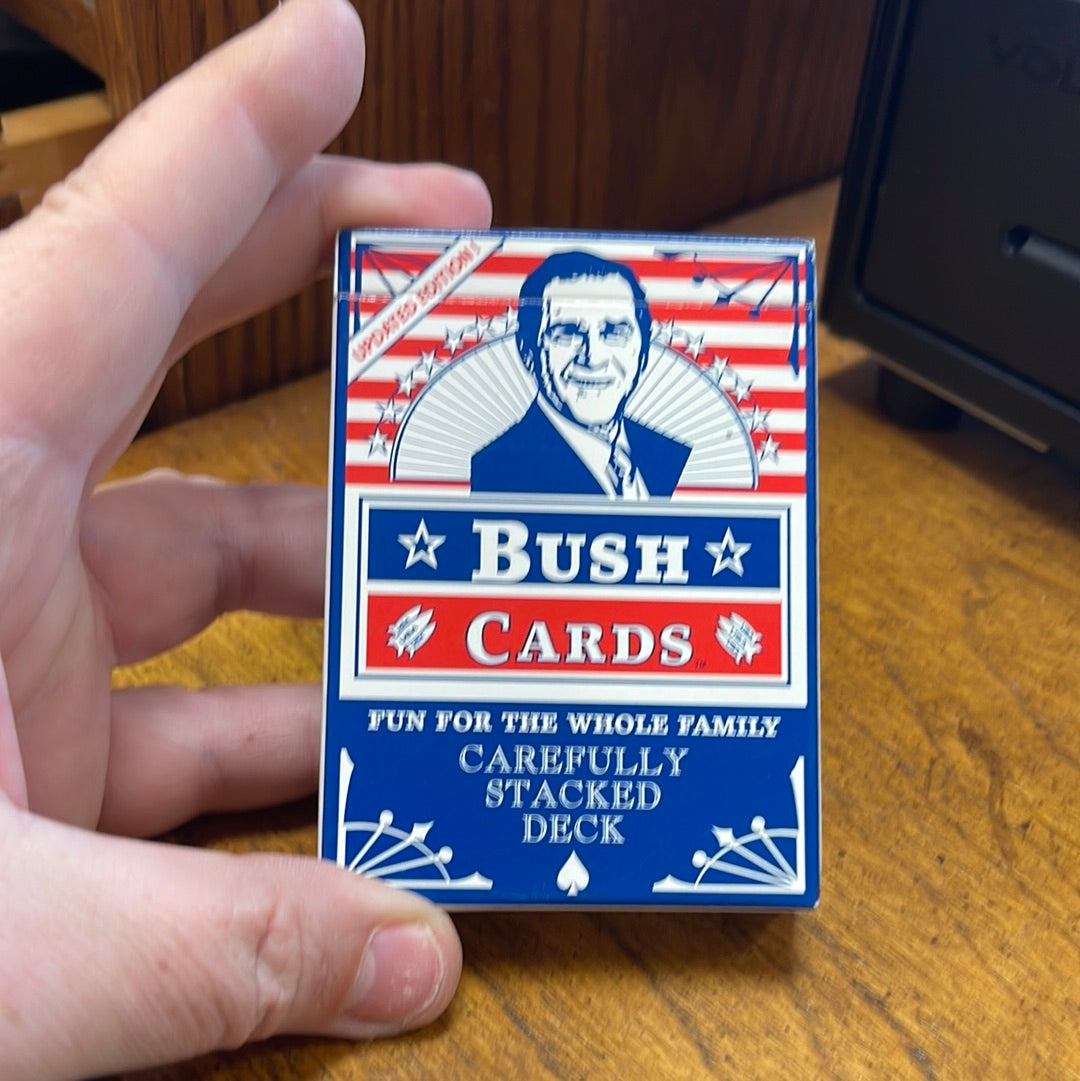 UPDATED EDITION!
BUSH
CARDS
FUN FOR THE WHOLE FAMILY
CAREFULLY
STACKED
DECK